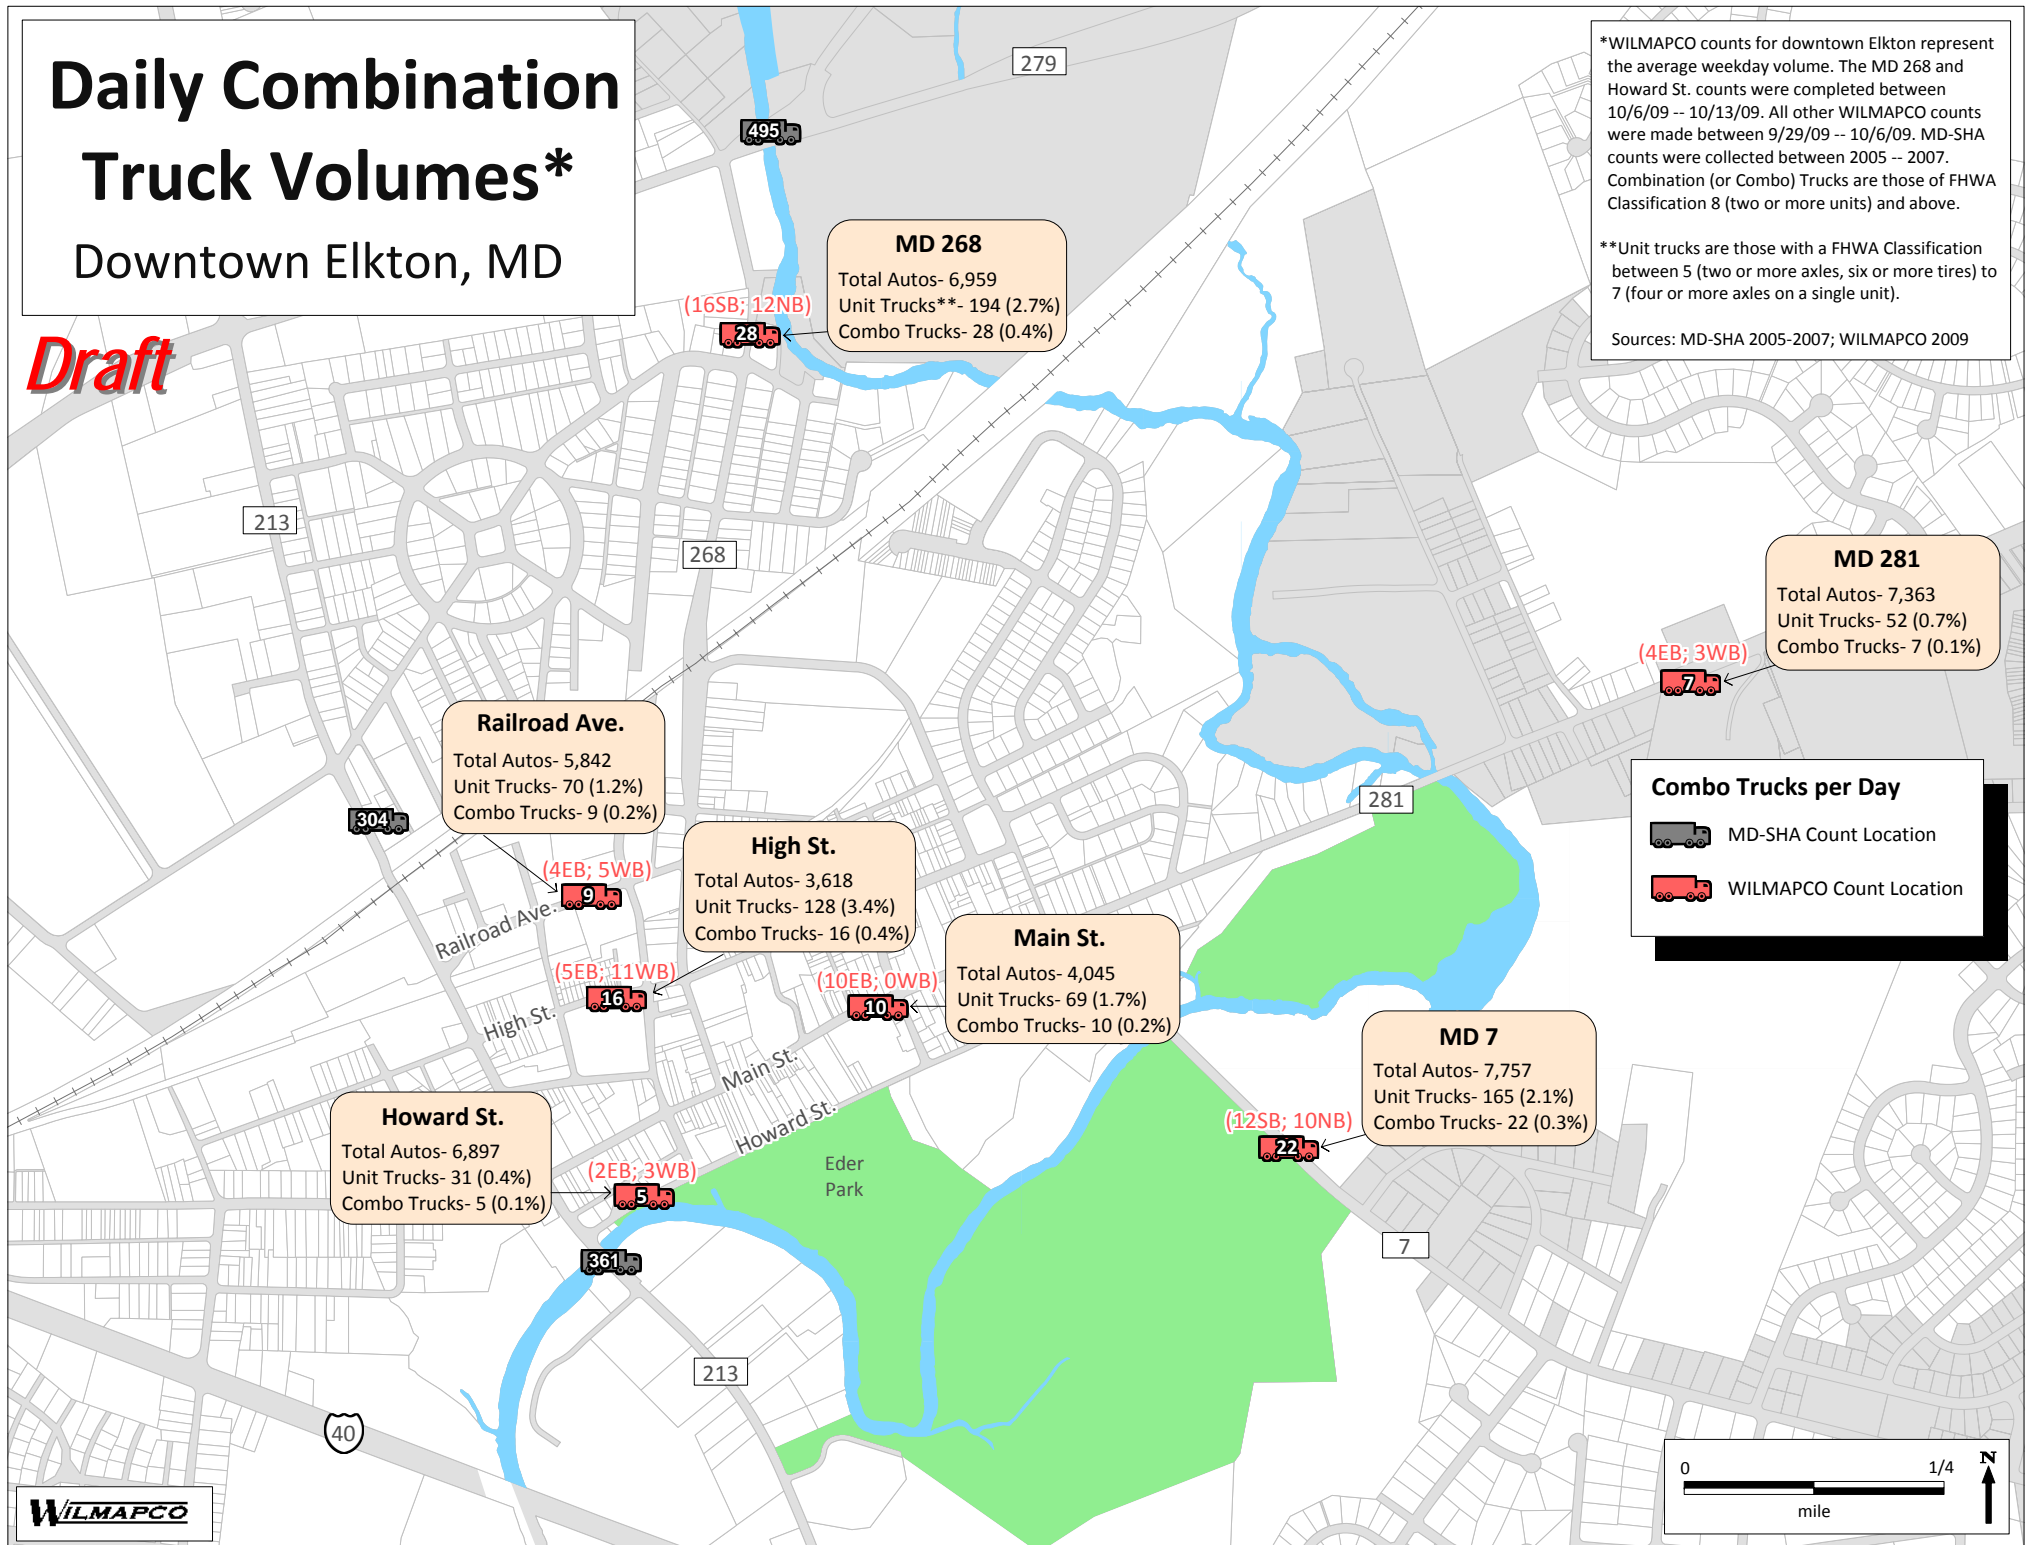 Daily Combination
Truck Volumes*
Downtown Elkton, MD
Draft
*WILMAPCO counts for downtown Elkton represent
the average weekday volume. The MD 268 and
Howard St. counts were completed between
10/6/09 -- 10/13/09. All other WILMAPCO counts
were made between 9/29/09 -- 10/6/09. MD-SHA
counts were collected between 2005 -- 2007.
Combination (or Combo) Trucks are those of FHWA
Classification 8 (two or more units) and above.
**Unit trucks are those with a FHWA Classification
between 5 (two or more axles, six or more tires) to
7 (four or more axles on a single unit).
Sources: MD-SHA 2005-2007; WILMAPCO 2009
279
495
MD 268
Total Autos- 6,959
Unit Trucks**- 194 (2.7%)
Combo Trucks- 28 (0.4%)
(16SB; 12NB)
28
213
268
MD 281
Total Autos- 7,363
Unit Trucks- 52 (0.7%)
Combo Trucks- 7 (0.1%)
(4EB; 3WB)
7
Railroad Ave.
Total Autos- 5,842
Unit Trucks- 70 (1.2%)
Combo Trucks- 9 (0.2%)
304
(4EB; 5WB)
9
Railroad Ave.
281
Combo Trucks per Day
MD-SHA Count Location
WILMAPCO Count Location
High St.
Total Autos- 3,618
Unit Trucks- 128 (3.4%)
Combo Trucks- 16 (0.4%)
(5EB; 11WB)
16
High St.
Main St.
Total Autos- 4,045
Unit Trucks- 69 (1.7%)
Combo Trucks- 10 (0.2%)
(10EB; 0WB)
10
Main St.
Howard St.
MD 7
Total Autos- 7,757
Unit Trucks- 165 (2.1%)
Combo Trucks- 22 (0.3%)
(12SB; 10NB)
22
Howard St.
Total Autos- 6,897
Unit Trucks- 31 (0.4%)
Combo Trucks- 5 (0.1%)
(2EB; 3WB)
5
Eder
Park
361
7
213
40
WILMAPCO
0
1/4
mile
N